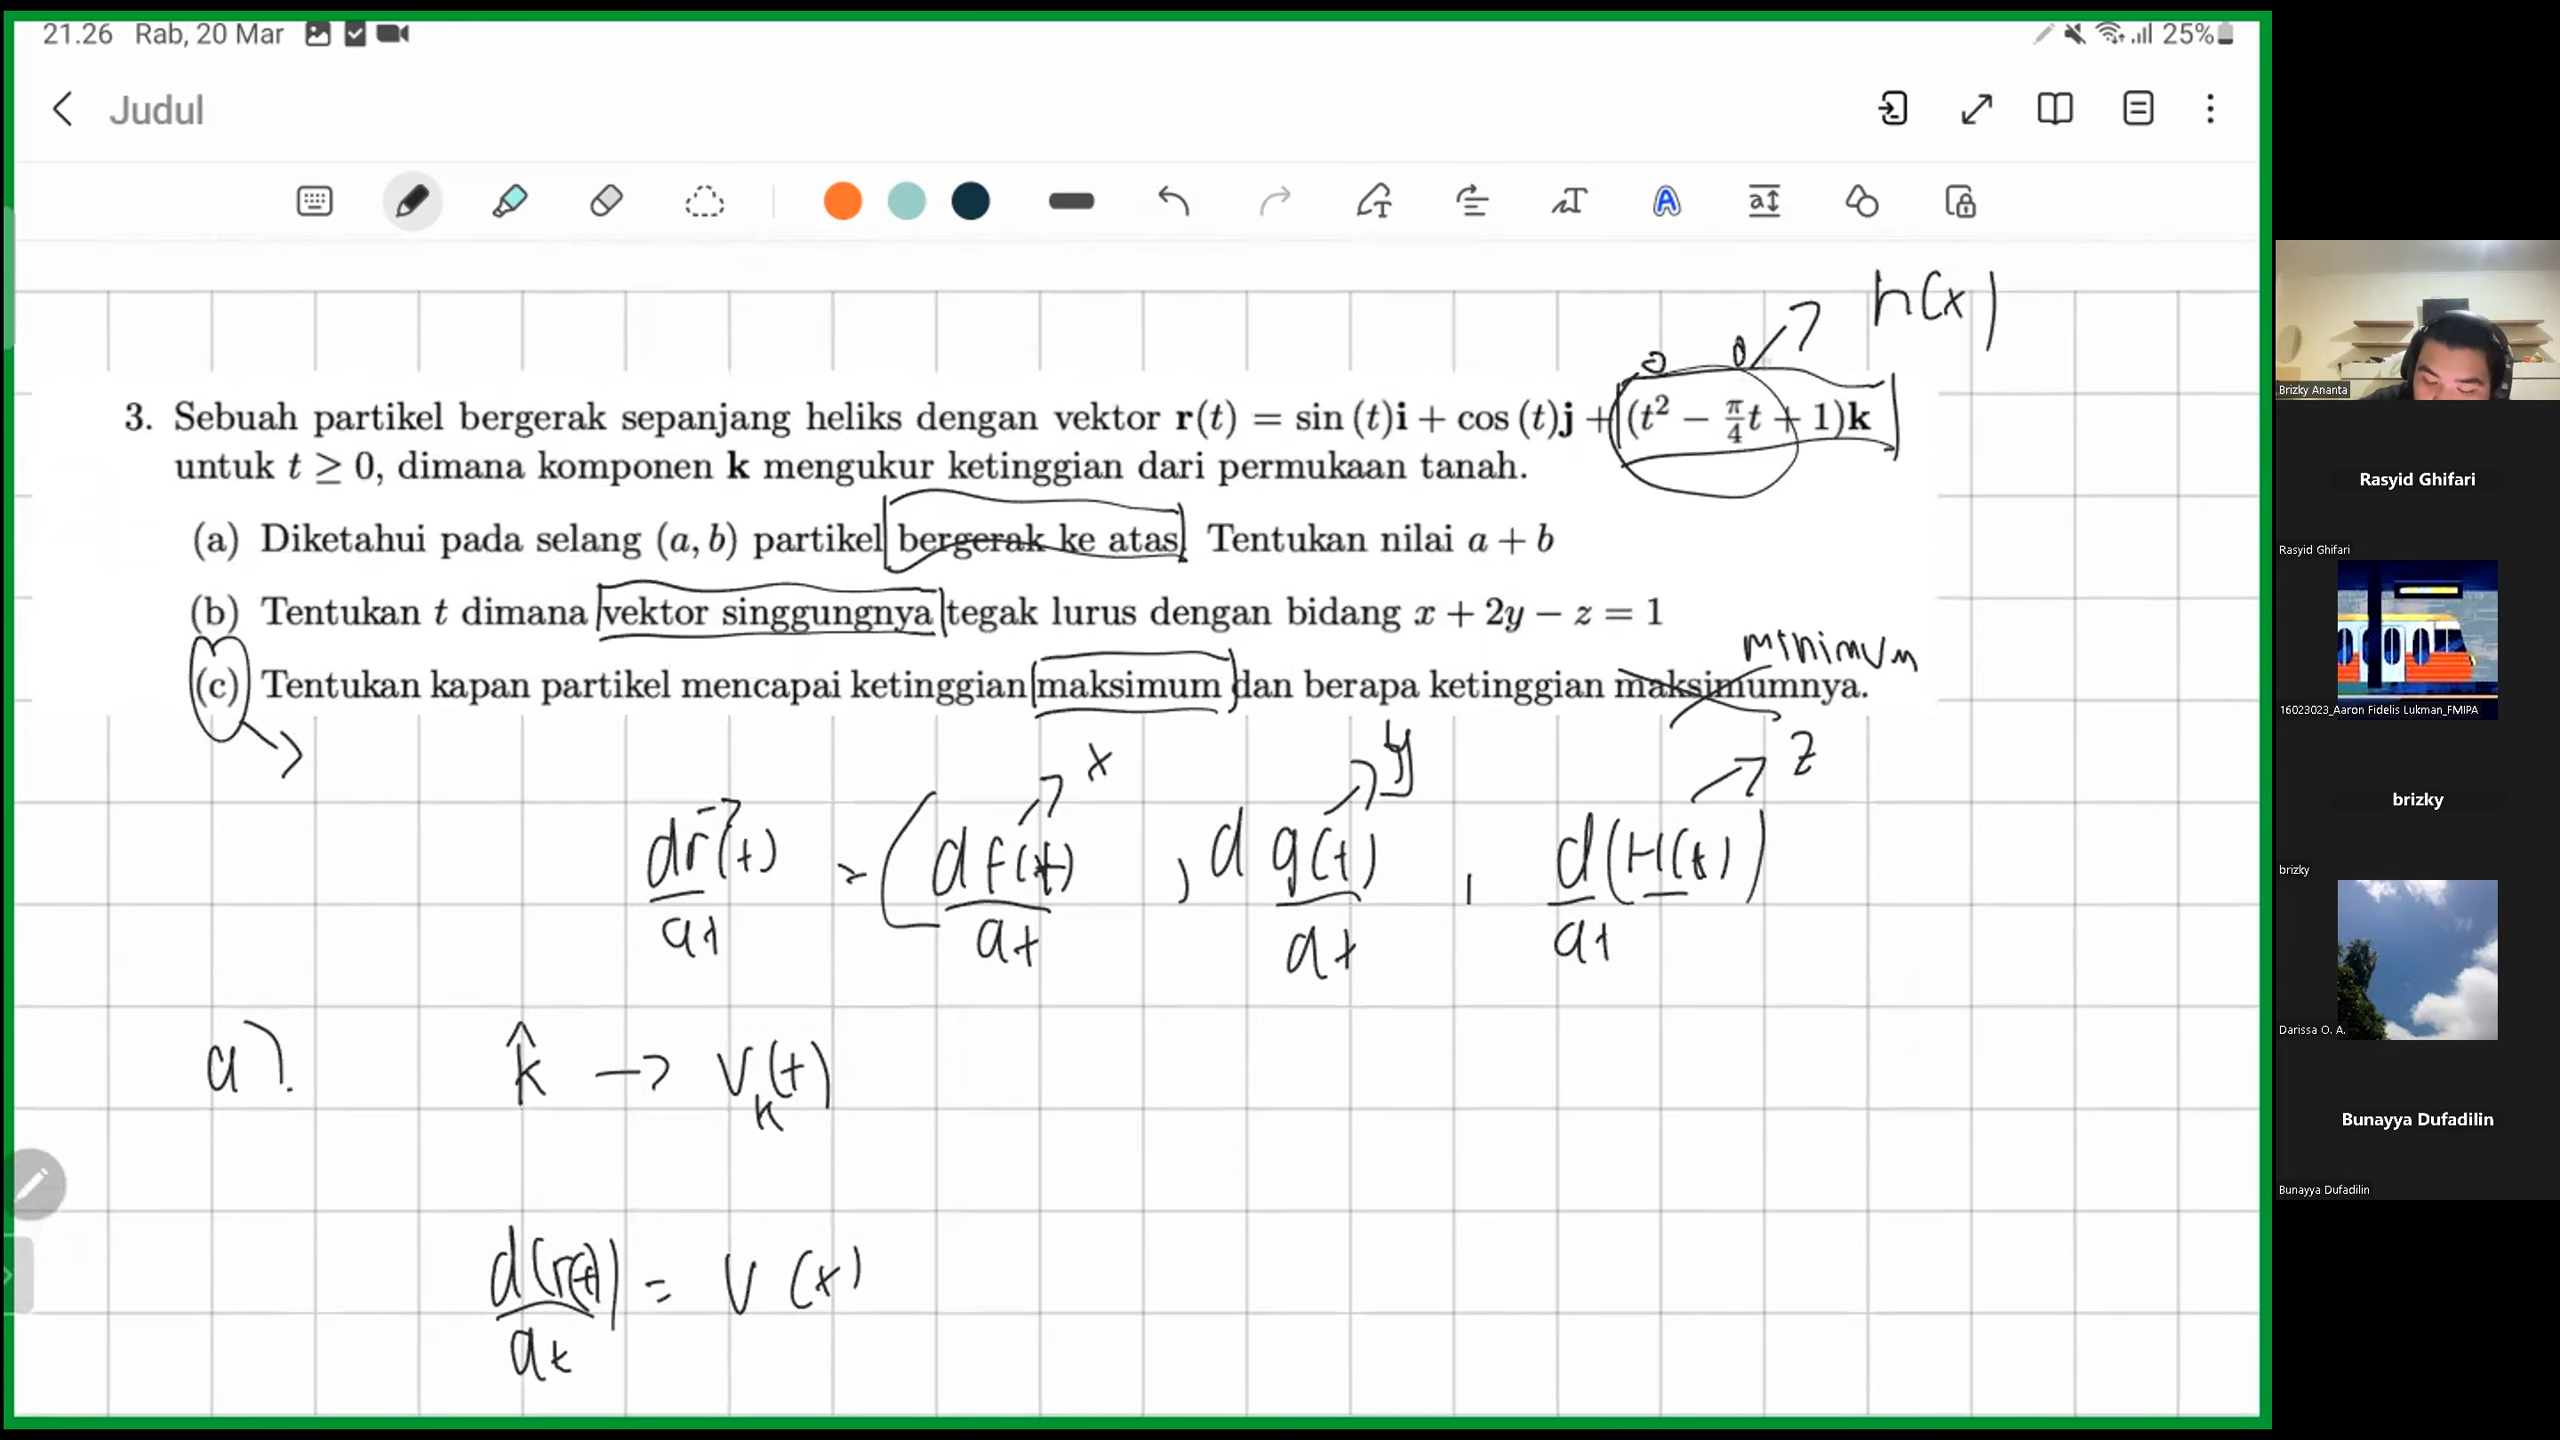 21.26 Rab, 20 Mar 25%
Judul
h(x)
0 0
3. Sebuah partikel bergerak sepanjang heliks dengan vektor r(t) = sin (t)i + cos (t)j + (t² − π/4 t + 1)k
untuk t ≥ 0, dimana komponen k mengukur ketinggian dari permukaan tanah.
(a) Diketahui pada selang (a, b) partikel bergerak ke atas. Tentukan nilai a + b
(b) Tentukan t dimana vektor singgungnya tegak lurus dengan bidang x + 2y − z = 1
minimum
(c) Tentukan kapan partikel mencapai ketinggian maksimum dan berapa ketinggian maksimumnya.
x y z
dr(t)/dt = (df(t)/dt , d g(t)/dt , d(H(t))/dt
a). k̂ → V_k(t)
d(r(t))/dt = V (t)
Brizky Ananta
Rasyid Ghifari
Rasyid Ghifari
16023023_Aaron Fidelis Lukman_FMIPA
brizky
brizky
Darissa O. A.
Bunayya Dufadilin
Bunayya Dufadilin